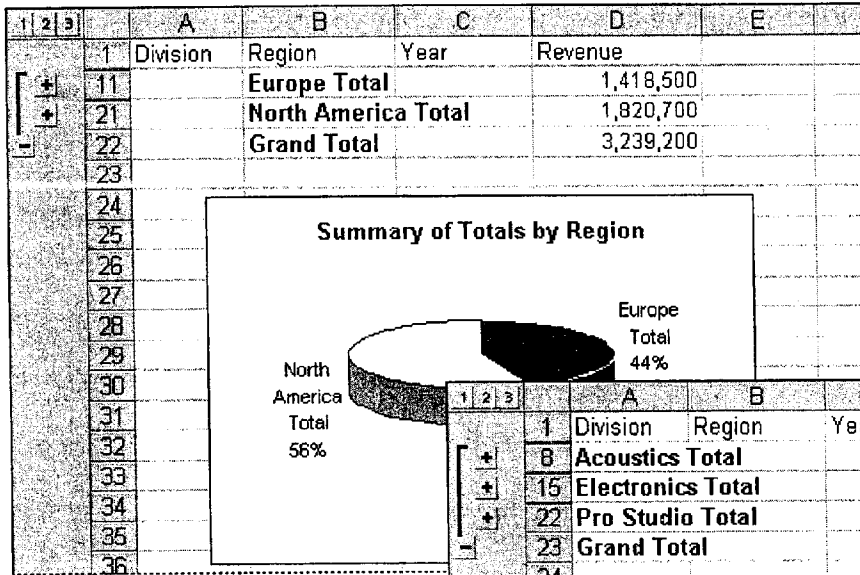 1 2 3 A B C D E
1 Division Region Year Revenue
+ 11 Europe Total 1,418,500
+ 21 North America Total 1,820,700
- 22 Grand Total 3,239,200
23
24
25
26
27
28
29
30
31
32
33
34
35
36
Summary of Totals by Region
Europe
Total
44%
North
America
Total
56%
1 2 3 A B
1 Division Region Ye
+ 8 Acoustics Total
+ 15 Electronics Total
+ 22 Pro Studio Total
- 23 Grand Total
24